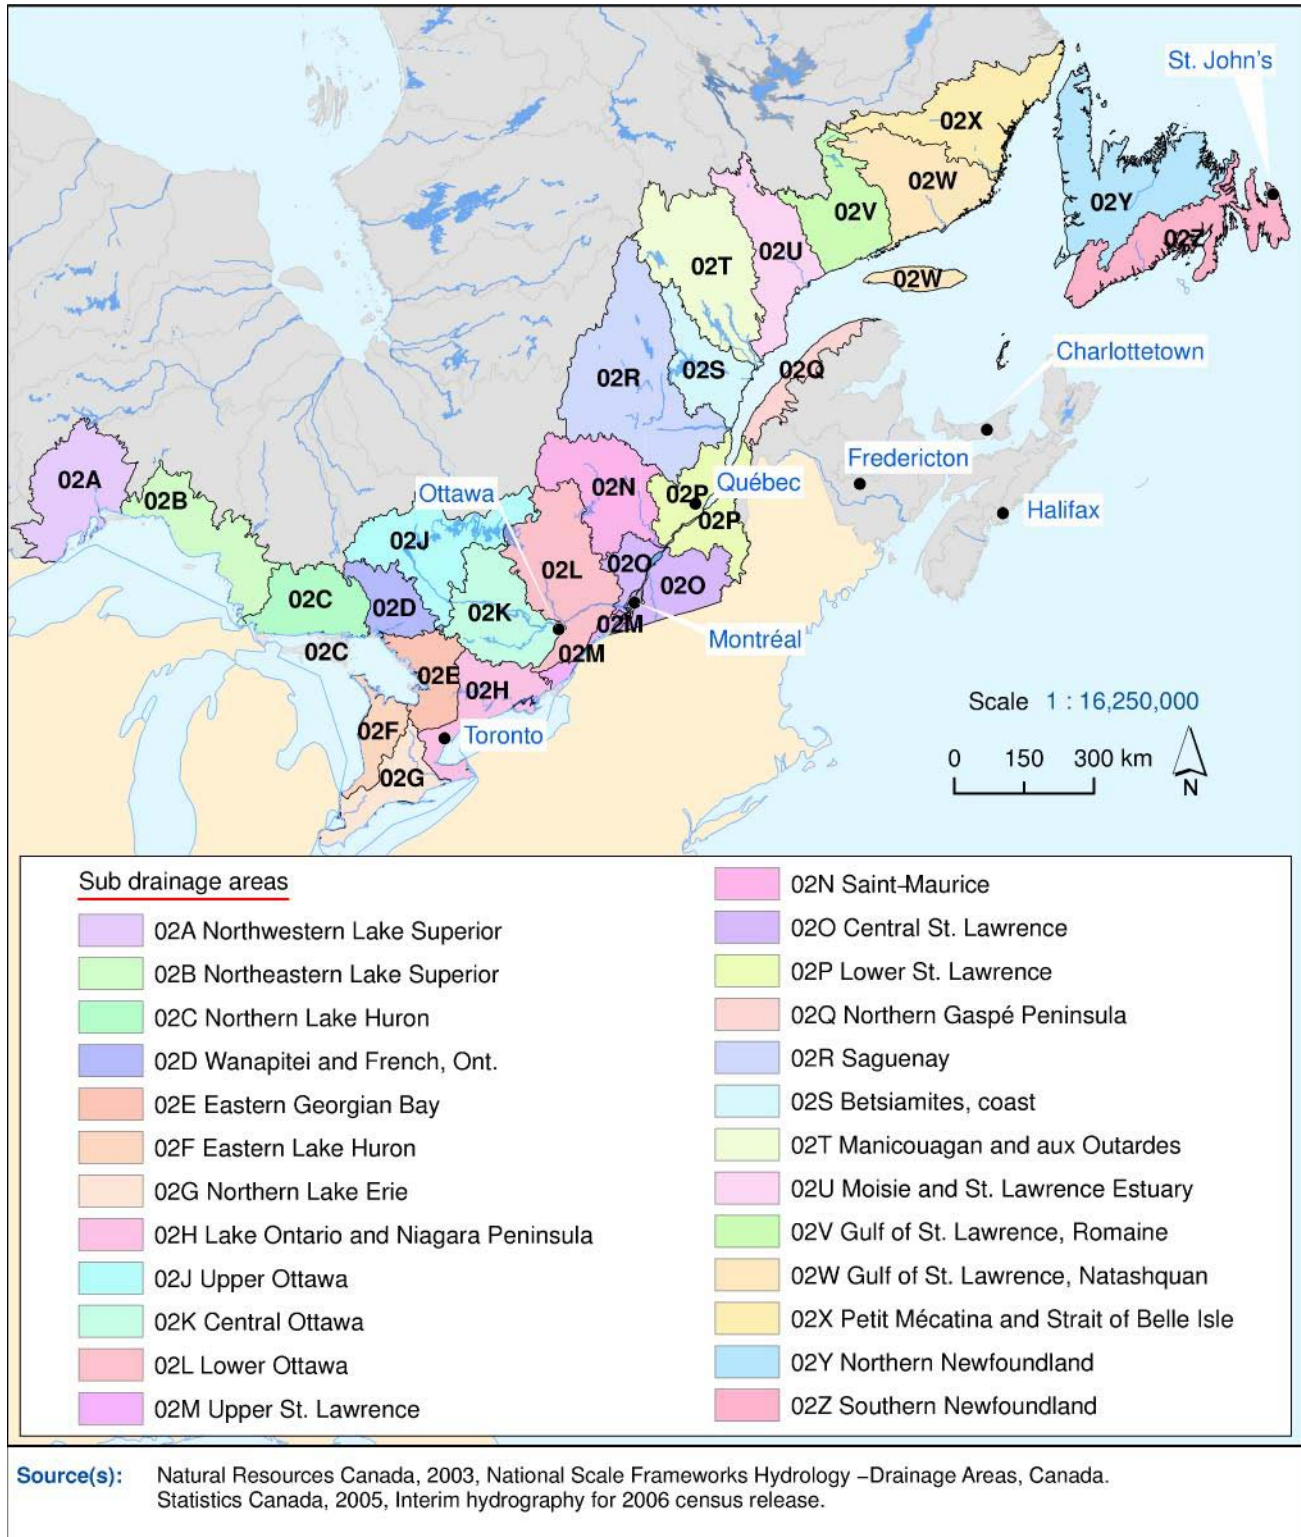 St. John's
02X
02W
02V
02Y
02U
02Z
02T
02W
Charlottetown
02Q
02S
02R
Fredericton
02A
02B
Ottawa
02N
02P
Québec
Halifax
02P
02J
02O
02L
02O
02C
02D
02K
02M
Montréal
02C
02M
02E
02H
Scale 1 : 16,250,000
02F
Toronto
0 150 300 km
02G
N
Sub drainage areas
02A Northwestern Lake Superior
02B Northeastern Lake Superior
02C Northern Lake Huron
02D Wanapitei and French, Ont.
02E Eastern Georgian Bay
02F Eastern Lake Huron
02G Northern Lake Erie
02H Lake Ontario and Niagara Peninsula
02J Upper Ottawa
02K Central Ottawa
02L Lower Ottawa
02M Upper St. Lawrence
02N Saint-Maurice
02O Central St. Lawrence
02P Lower St. Lawrence
02Q Northern Gaspé Peninsula
02R Saguenay
02S Betsiamites, coast
02T Manicouagan and aux Outardes
02U Moisie and St. Lawrence Estuary
02V Gulf of St. Lawrence, Romaine
02W Gulf of St. Lawrence, Natashquan
02X Petit Mécatina and Strait of Belle Isle
02Y Northern Newfoundland
02Z Southern Newfoundland
Source(s): Natural Resources Canada, 2003, National Scale Frameworks Hydrology –Drainage Areas, Canada.
Statistics Canada, 2005, Interim hydrography for 2006 census release.